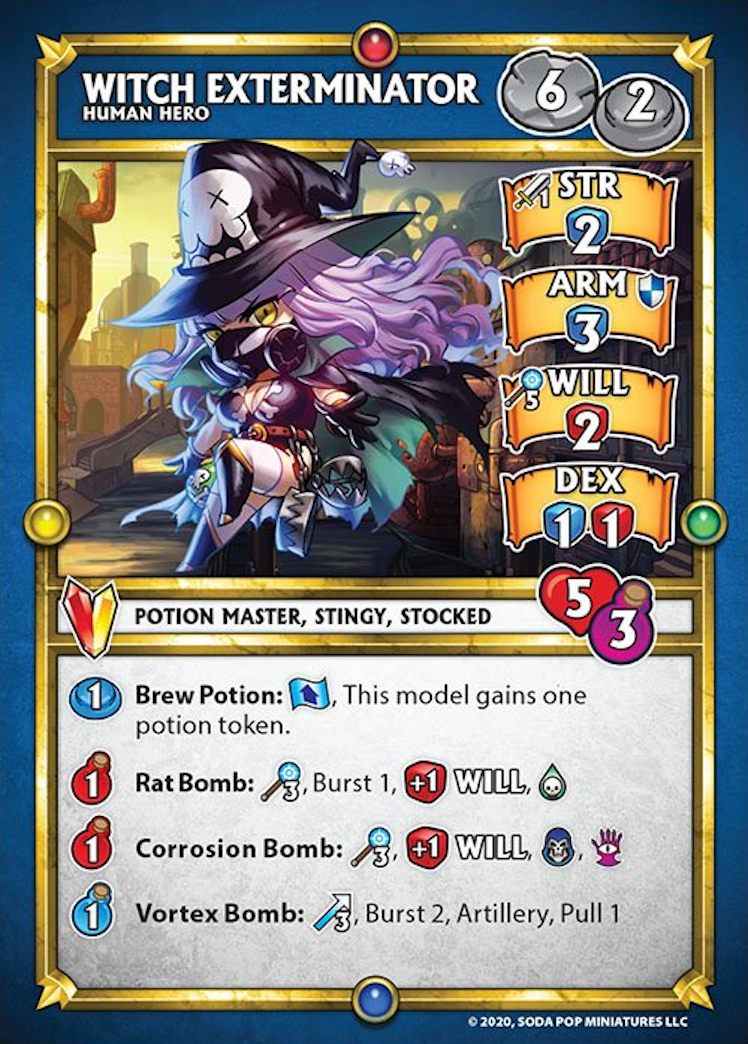 WITCH EXTERMINATOR
HUMAN HERO
6
2
1 STR
2
ARM
3
5 WILL
2
DEX
1 1
POTION MASTER, STINGY, STOCKED
5
3
1 Brew Potion: , This model gains one
potion token.
1 Rat Bomb: 3, Burst 1, +1 WILL,
1 Corrosion Bomb: 3, +1 WILL, ,
1 Vortex Bomb: 3, Burst 2, Artillery, Pull 1
© 2020, SODA POP MINIATURES LLC